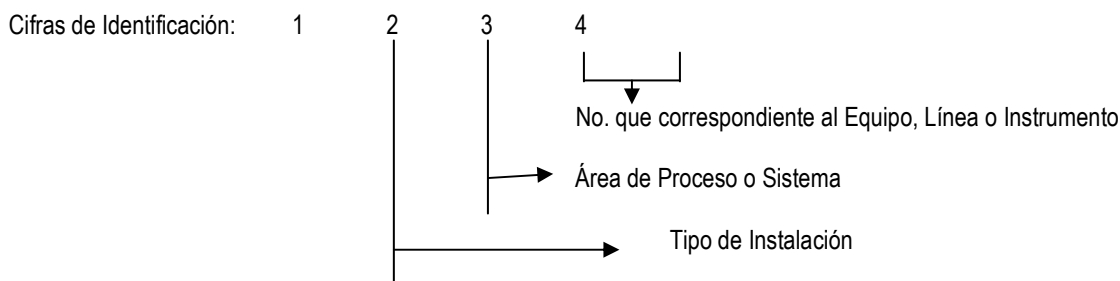 Cifras de Identificación: 1 2 3 4
No. que correspondiente al Equipo, Línea o Instrumento
Área de Proceso o Sistema
Tipo de Instalación